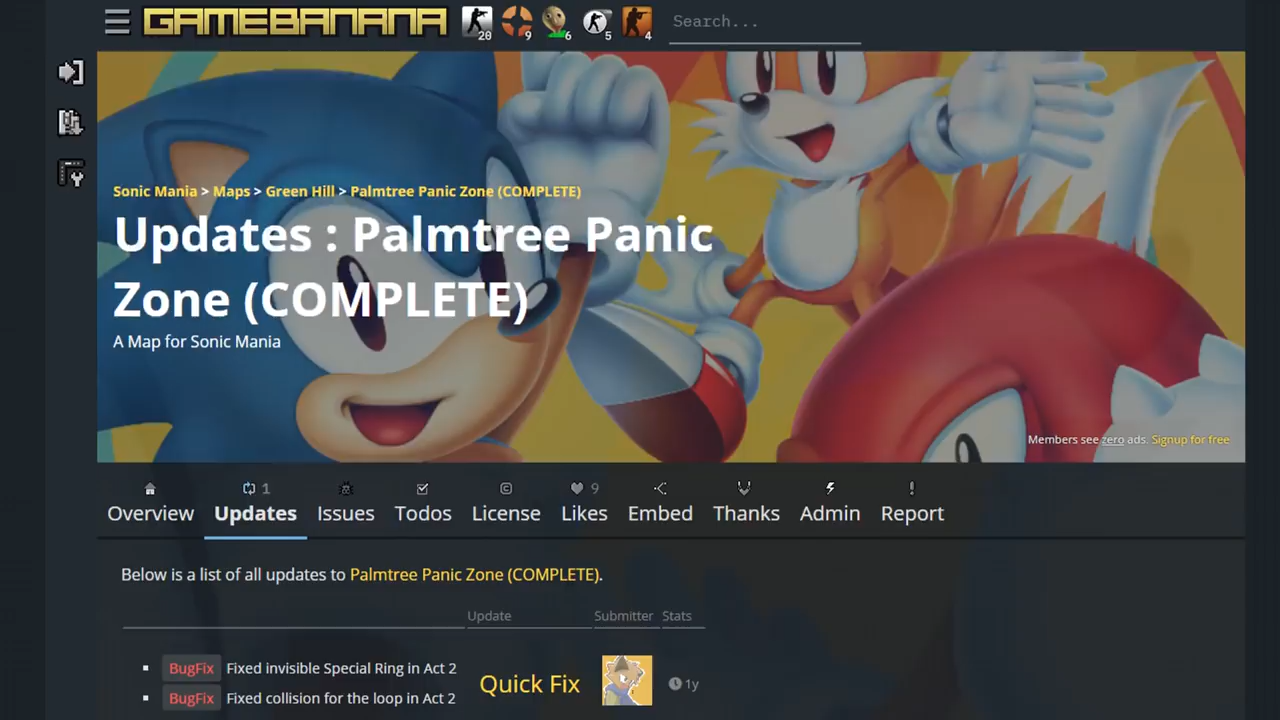 GAMEBANANA 20 9 6 5 4 Search...
Sonic Mania > Maps > Green Hill > Palmtree Panic Zone (COMPLETE)
Updates : Palmtree Panic
Zone (COMPLETE)
A Map for Sonic Mania
Members see zero ads. Signup for free
1 9
Overview Updates Issues Todos License Likes Embed Thanks Admin Report
Below is a list of all updates to Palmtree Panic Zone (COMPLETE).
Update Submitter Stats
BugFix Fixed invisible Special Ring in Act 2
Quick Fix 1y
BugFix Fixed collision for the loop in Act 2